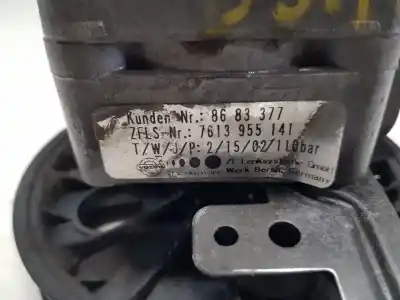 Kunden Nr.: 86 83 377
ZFLS-Nr.: 7613 955 141
T/W/J/P: 2/15/02/110bar
Lenksysteme GmbH
Werk Berlin, Germany